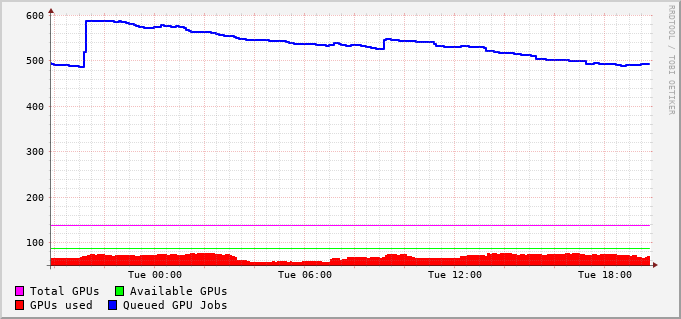 RRDTOOL / TOBI OETIKER
600
500
400
300
200
100
Tue 00:00 Tue 06:00 Tue 12:00 Tue 18:00
Total GPUs Available GPUs
GPUs used Queued GPU Jobs